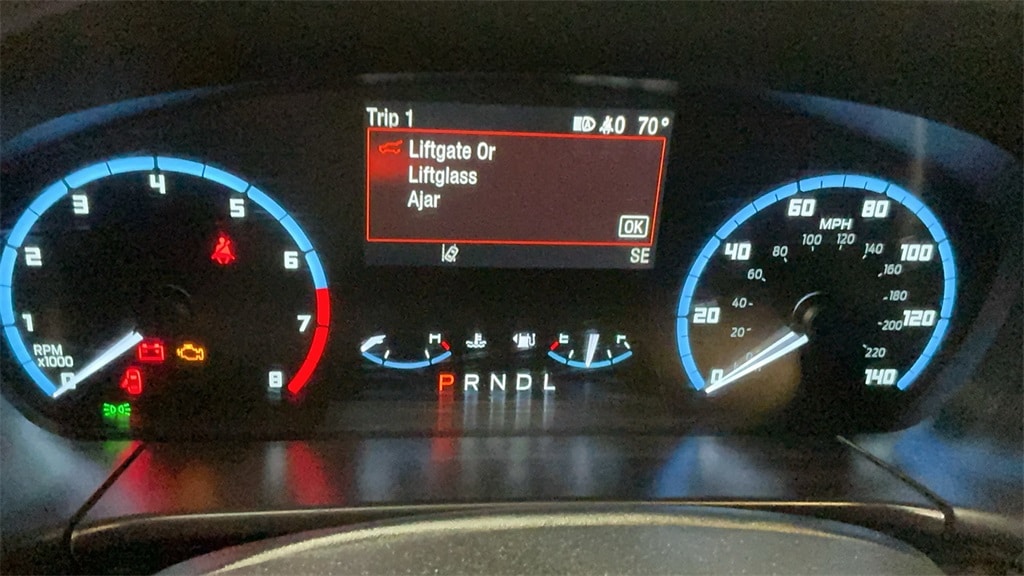 Trip 1
0 70°
Liftgate Or
Liftglass
Ajar
OK
SE
0 1 2 3 4 5 6 7 8
RPM
x1000
H
E F
P R N D L
0 20 40 60 80 100 120 140
MPH
0 20 40 60 80 100 120 140 160 180 200 220